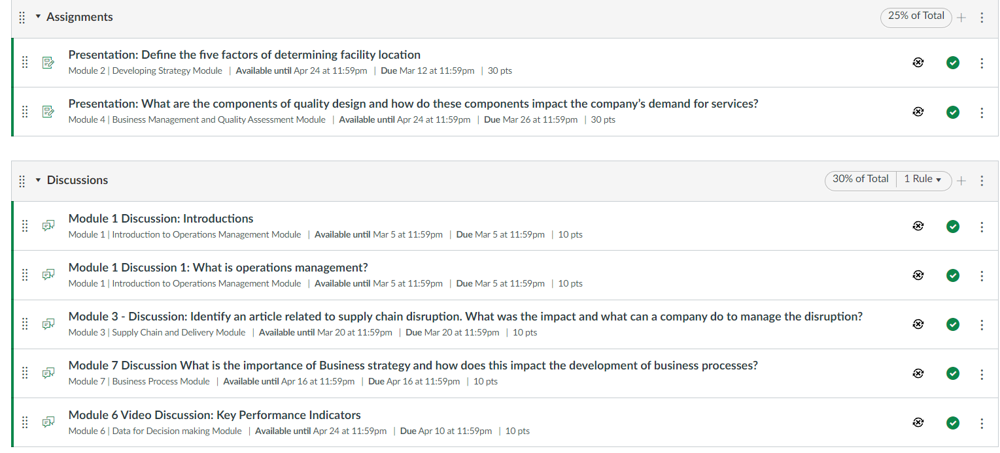 Assignments
25% of Total
Presentation: Define the five factors of determining facility location
Module 2 | Developing Strategy Module | Available until Apr 24 at 11:59pm | Due Mar 12 at 11:59pm | 30 pts
Presentation: What are the components of quality design and how do these components impact the company’s demand for services?
Module 4 | Business Management and Quality Assessment Module | Available until Apr 24 at 11:59pm | Due Mar 26 at 11:59pm | 30 pts
Discussions
30% of Total | 1 Rule
Module 1 Discussion: Introductions
Module 1 | Introduction to Operations Management Module | Available until Mar 5 at 11:59pm | Due Mar 5 at 11:59pm | 10 pts
Module 1 Discussion 1: What is operations management?
Module 1 | Introduction to Operations Management Module | Available until Mar 5 at 11:59pm | Due Mar 5 at 11:59pm | 10 pts
Module 3 - Discussion: Identify an article related to supply chain disruption. What was the impact and what can a company do to manage the disruption?
Module 3 | Supply Chain and Delivery Module | Available until Mar 20 at 11:59pm | Due Mar 20 at 11:59pm | 10 pts
Module 7 Discussion What is the importance of Business strategy and how does this impact the development of business processes?
Module 7 | Business Process Module | Available until Apr 16 at 11:59pm | Due Apr 16 at 11:59pm | 10 pts
Module 6 Video Discussion: Key Performance Indicators
Module 6 | Data for Decision making Module | Available until Apr 24 at 11:59pm | Due Apr 10 at 11:59pm | 10 pts